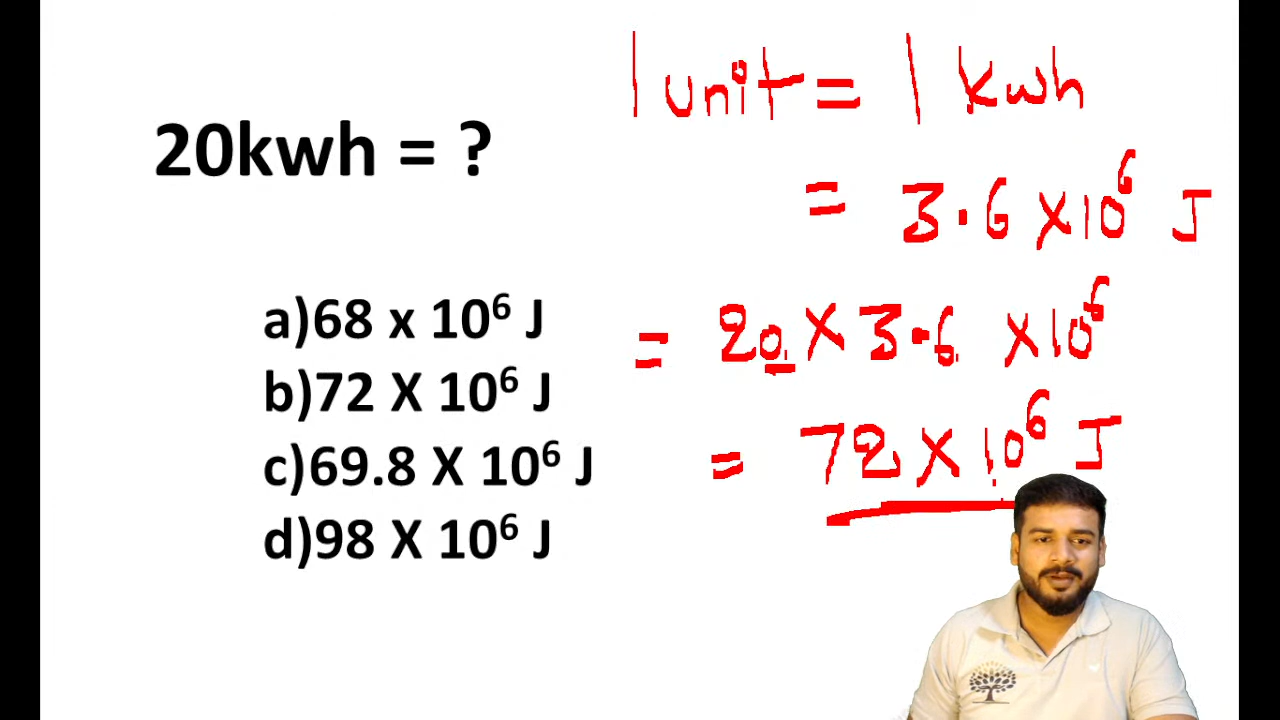 20kwh = ?
a)68 x 10⁶ J
b)72 X 10⁶ J
c)69.8 X 10⁶ J
d)98 X 10⁶ J
1 unit = 1 kwh
= 3.6 X 10⁶ J
= 20 X 3.6 X 10⁶
= 72 X 10⁶ J